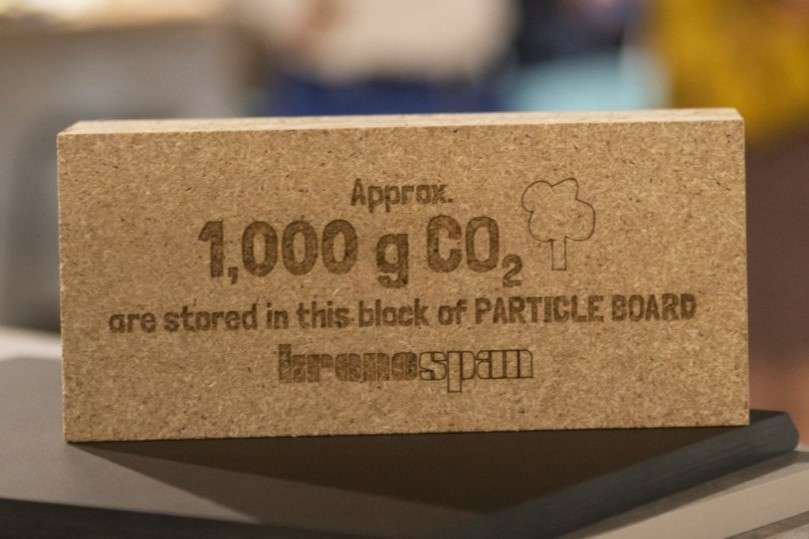 Approx.
1,000 g CO₂
are stored in this block of PARTICLE BOARD
kronospan